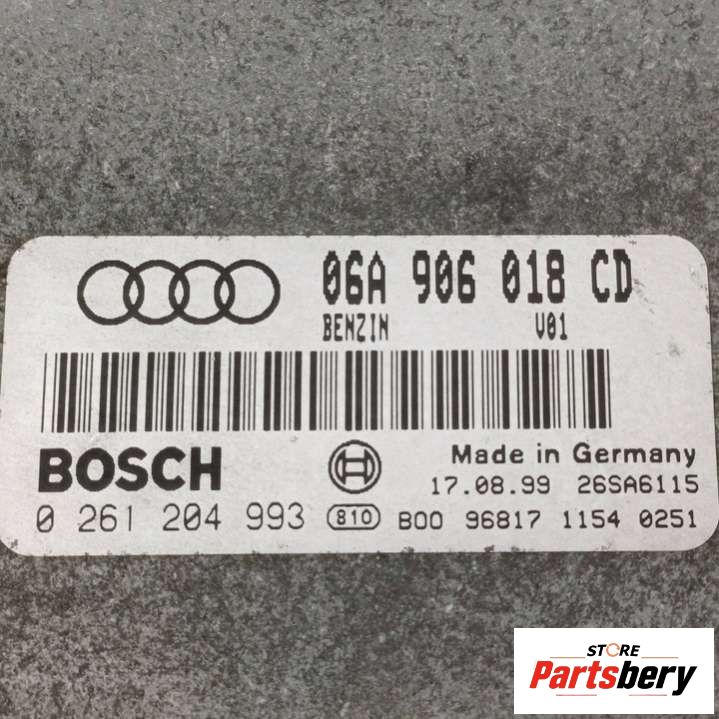 06A 906 018 CD
BENZIN V01
BOSCH
Made in Germany
17.08.99 26SA6115
0 261 204 993 810 B00 96817 1154 0251
STORE
Partsbery